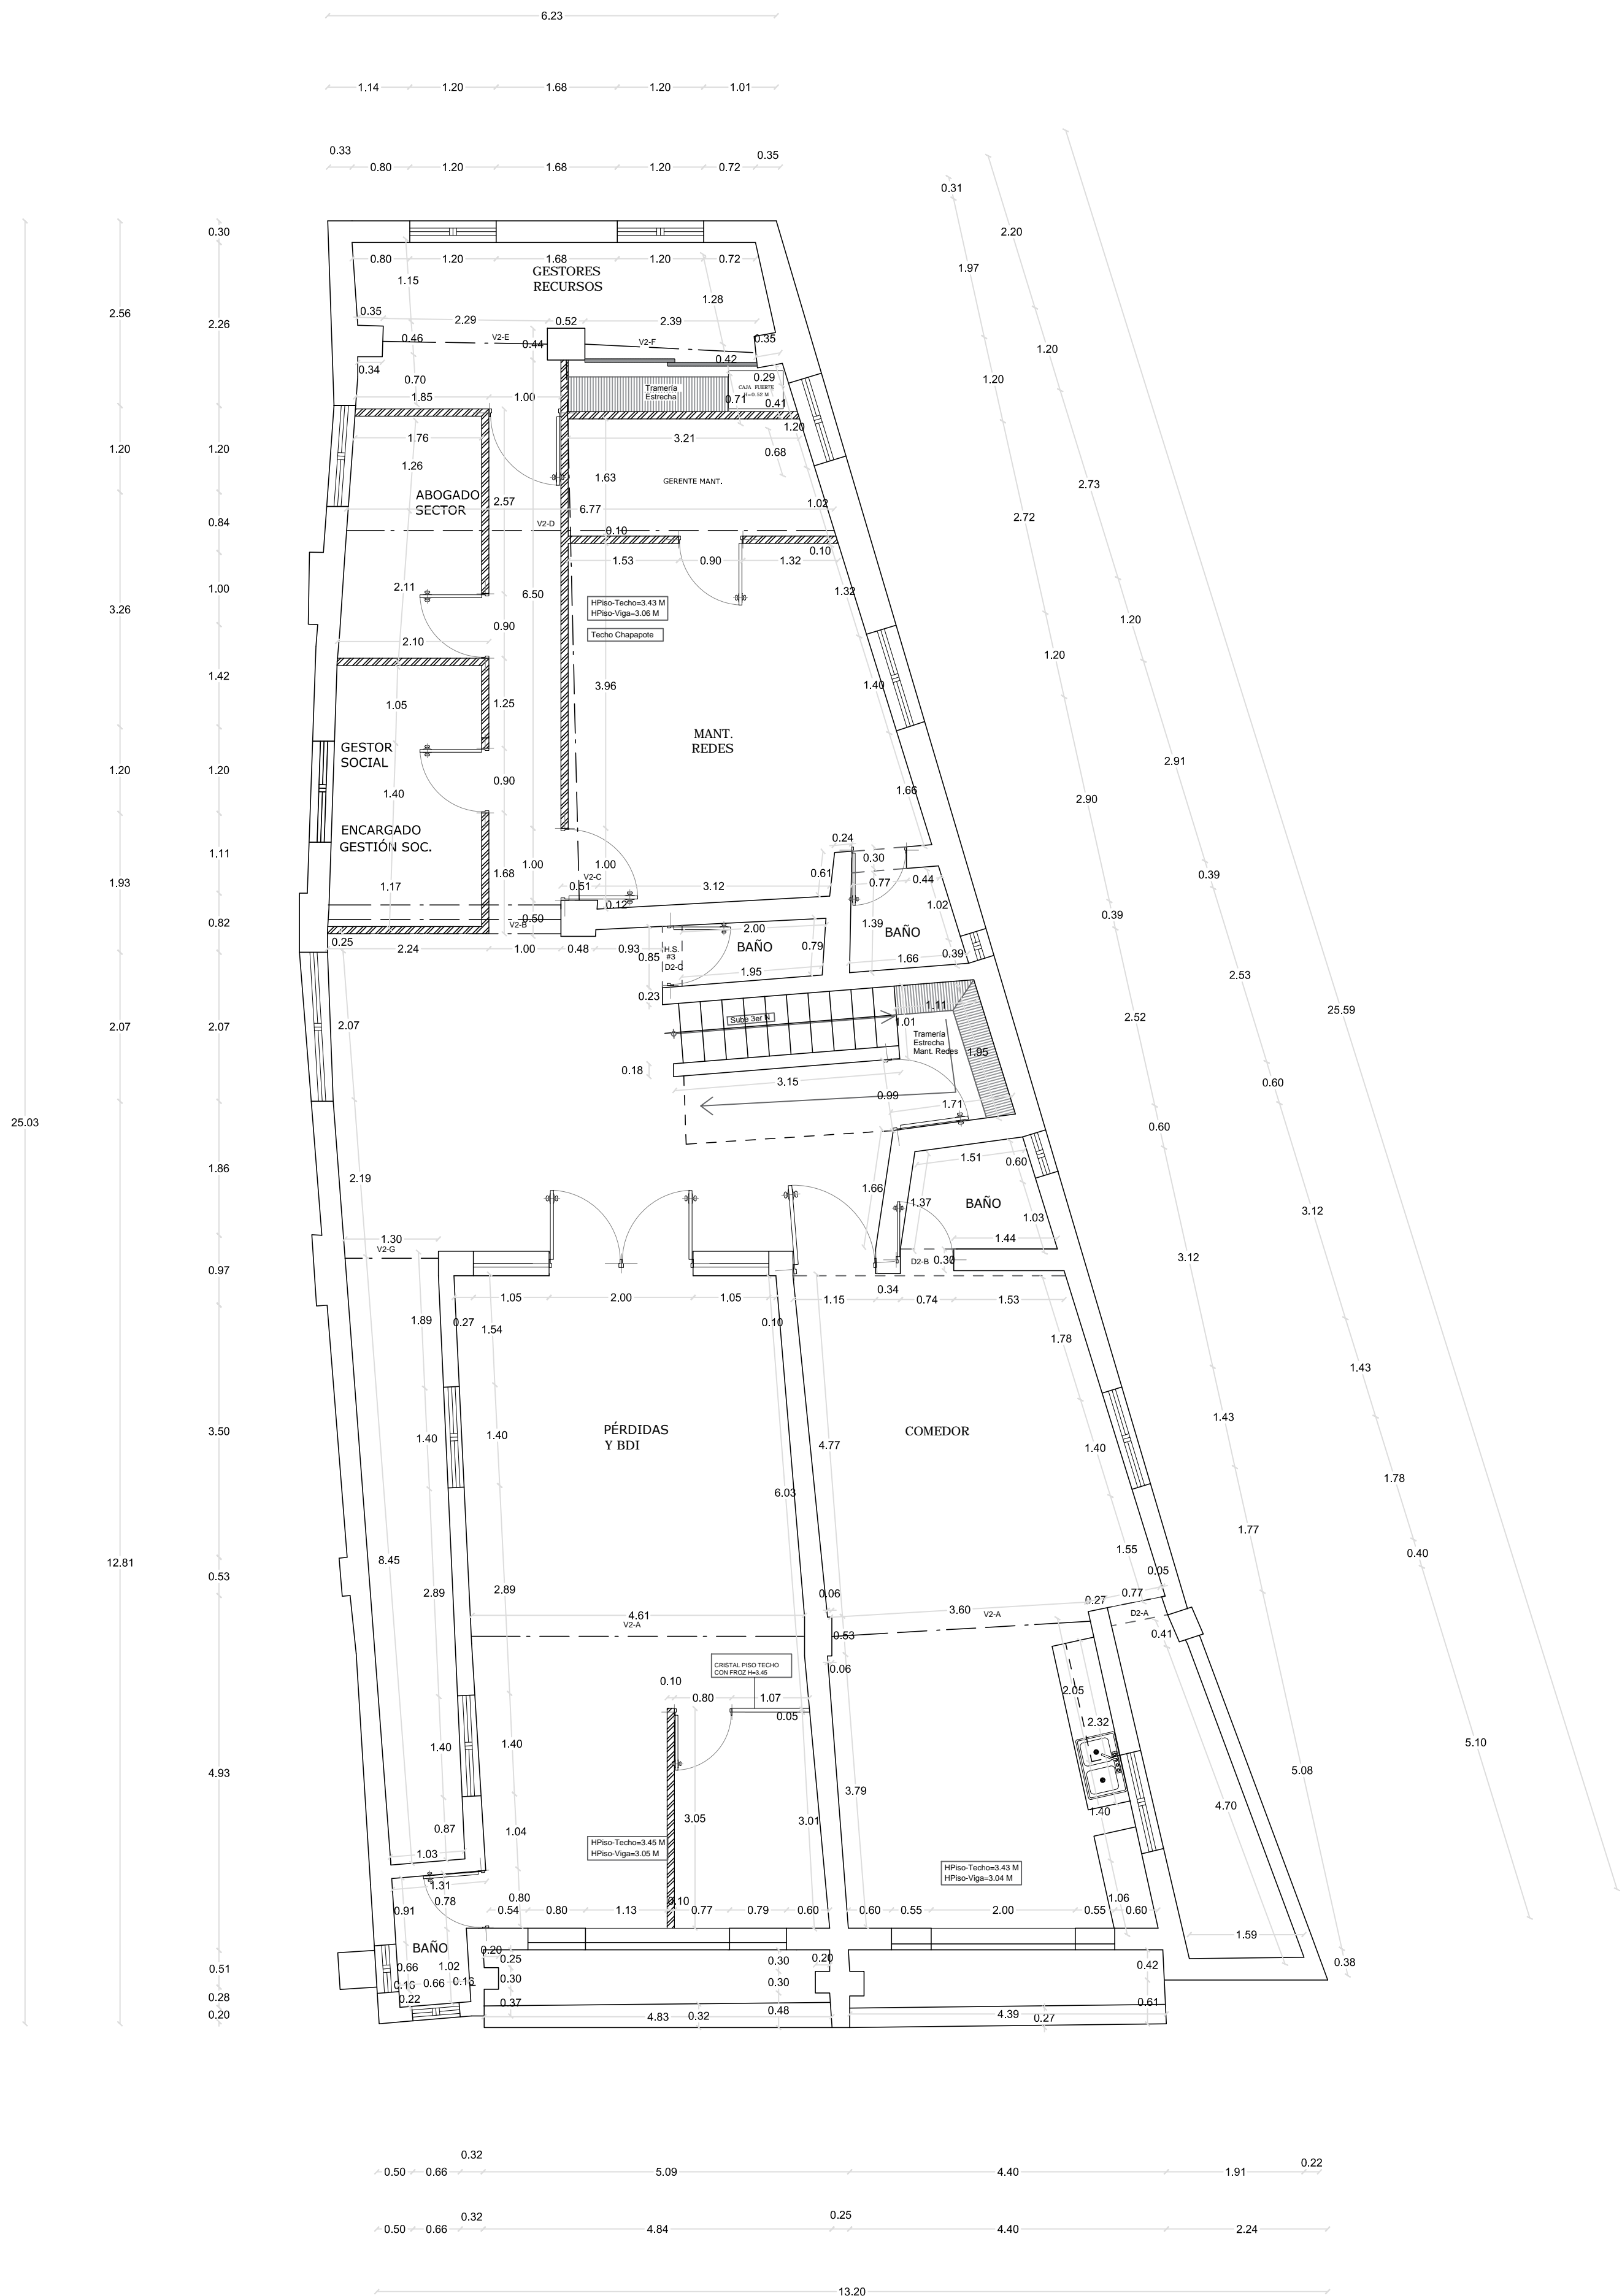 6.23
1.14 1.20 1.68 1.20 1.01
0.33 0.35
0.80 1.20 1.68 1.20 0.72
0.31
0.30 2.20
0.80 1.20 1.68 1.20 0.72
GESTORES
RECURSOS
1.97
1.15
1.28
2.56 2.26
0.35 2.29 0.52 2.39
0.46 V2-E 0.44 V2-F 0.35
1.20
0.42
0.34 0.70 0.29
1.20
Tramería
Estrecha
CAJA FUERTE
H=0.52 M
1.85 1.00 0.71 0.41
1.20
1.76 3.21
1.20 1.20 0.68
1.26 1.63
GERENTE MANT.
2.73
ABOGADO
SECTOR
2.57 6.77 1.02
2.72
0.84 V2-D 0.10
0.10
1.53 0.90 1.32
1.00 2.11 6.50 1.32
HPiso-Techo=3.43 M
HPiso-Viga=3.06 M
3.26 0.90 1.20
Techo Chapapote
2.10
1.20
1.42 3.96 1.40
1.05 1.25
MANT.
REDES
GESTOR
SOCIAL
2.91
1.20 1.20 0.90
1.40 1.66 2.90
ENCARGADO
GESTIÓN SOC.
0.24
1.11 1.00 1.00 0.30
1.93 1.68 V2-C 0.61 0.77 0.44 0.39
1.17 0.51 3.12
0.12 1.02
0.82 0.50 0.39
V2-B 2.00 1.39
BAÑO
0.25 2.24 1.00 0.48 0.93
BAÑO
0.79
H.S.
#3
D2-C
0.85 1.95 1.66 0.39
2.53
0.23
1.11
25.59
2.07 2.07 2.07 Sube 3er N 1.01 2.52
Tramería
Estrecha
Mant. Redes
1.95
0.18 3.15 0.60
0.99
1.71
25.03
0.60
1.86 1.51 0.60
2.19 1.66
1.37
BAÑO
1.03
3.12
1.30 1.44
V2-G 3.12
D2-B 0.30
0.97
0.34
1.05 2.00 1.05 1.15 0.74 1.53
1.89 0.27 1.54 0.10
1.78
1.43
1.43
3.50 1.40 1.40
PÉRDIDAS
Y BDI
4.77
COMEDOR
1.40
1.78
6.03
1.77
12.81 8.45 1.55 0.40
0.53 2.89 2.89 0.06 0.05
0.77
0.27
4.61 3.60 V2-A D2-A
V2-A
0.53 0.41
CRISTAL PISO TECHO
CON FROZ H=3.45
0.06
0.10 0.80 1.07 2.05
0.05 2.32
1.40 1.40 5.10
4.93 5.08
3.79 4.70
1.40
0.87 1.04 3.05 3.01
HPiso-Techo=3.45 M
HPiso-Viga=3.05 M
1.03
HPiso-Techo=3.43 M
HPiso-Viga=3.04 M
1.31
0.78 0.80 0.10 1.06
0.91 0.54 0.80 1.13 0.77 0.79 0.60 0.60 0.55 2.00 0.55 0.60
1.59
BAÑO
0.20 0.25 0.30 0.20 0.42 0.38
0.51 0.66 1.02
0.16 0.66 0.16 0.30 0.30
0.28 0.22 0.37 0.48 0.61
0.20 4.83 0.32 4.39 0.27
0.32 0.22
0.50 0.66 5.09 4.40 1.91
0.32 0.25
0.50 0.66 4.84 4.40 2.24
13.20